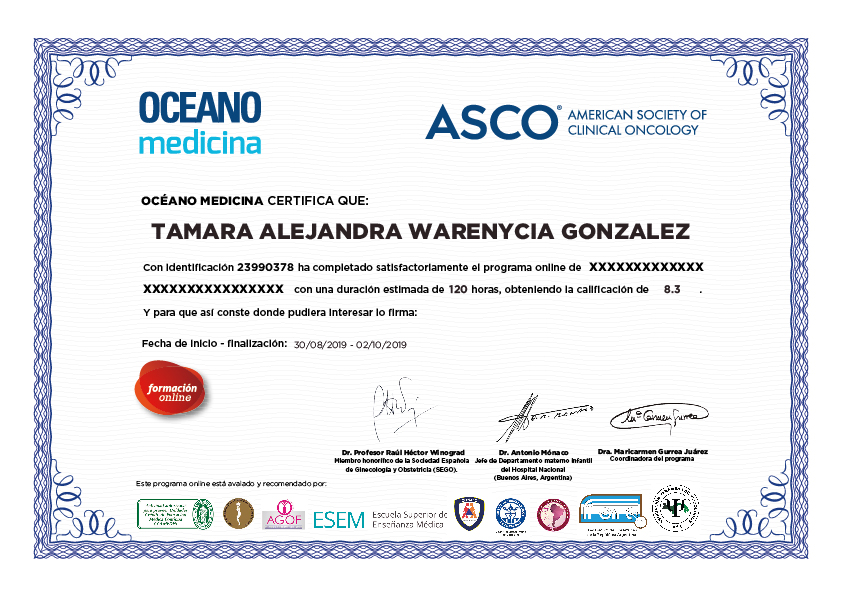 OCEANO
medicina
ASCO® AMERICAN SOCIETY OF
CLINICAL ONCOLOGY
OCÉANO MEDICINA CERTIFICA QUE:
TAMARA ALEJANDRA WARENYCIA GONZALEZ
Con identificación 23990378 ha completado satisfactoriamente el programa online de XXXXXXXXXXXXX
XXXXXXXXXXXXXXXX con una duración estimada de 120 horas, obteniendo la calificación de 8.3 .
Y para que así conste donde pudiera interesar lo firma:
Fecha de inicio - finalización: 30/08/2019 - 02/10/2019
formación
online
Dr. Profesor Raúl Héctor Winograd
Miembro honorífico de la Sociedad Española
de Ginecología y Obstetricia (SEGO).
Dr. Antonio Mónaco
Jefe de Departamento materno infantil
del Hospital Nacional
(Buenos Aires, Argentina)
Dra. Maricarmen Gurrea Juárez
Coordinadora del programa
Este programa online está avalado y recomendado por:
AGOF
ESEM Escuela Superior de
Enseñanza Médica